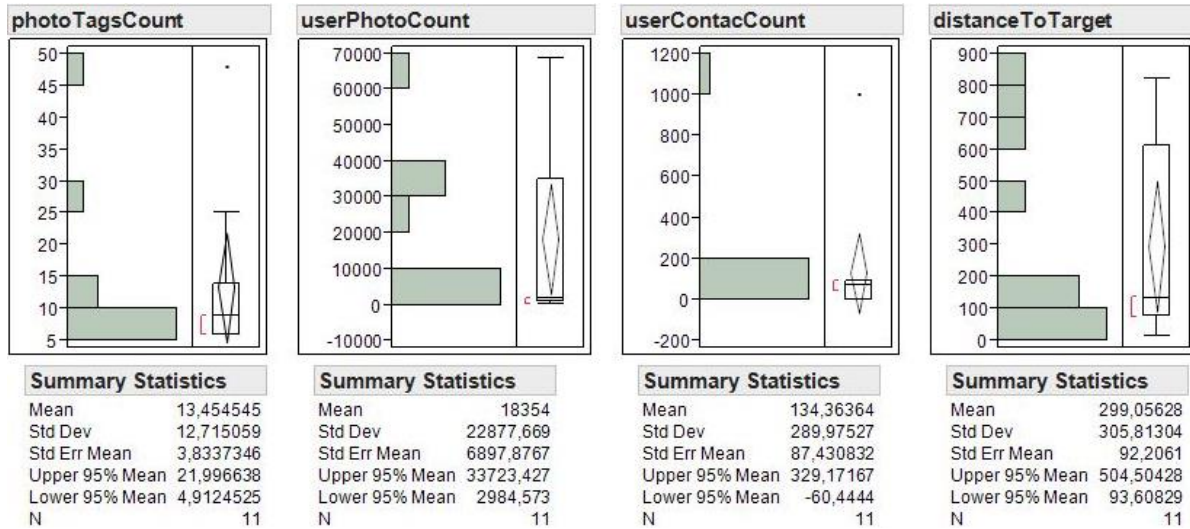 photoTagsCount
50
45
40
35
30
25
20
15
10
5
Summary Statistics
Mean 13,454545
Std Dev 12,715059
Std Err Mean 3,8337346
Upper 95% Mean 21,996638
Lower 95% Mean 4,9124525
N 11
userPhotoCount
70000
60000
50000
40000
30000
20000
10000
0
-10000
Summary Statistics
Mean 18354
Std Dev 22877,669
Std Err Mean 6897,8767
Upper 95% Mean 33723,427
Lower 95% Mean 2984,573
N 11
userContacCount
1200
1000
800
600
400
200
0
-200
Summary Statistics
Mean 134,36364
Std Dev 289,97527
Std Err Mean 87,430832
Upper 95% Mean 329,17167
Lower 95% Mean -60,4444
N 11
distanceToTarget
900
800
700
600
500
400
300
200
100
0
Summary Statistics
Mean 299,05628
Std Dev 305,81304
Std Err Mean 92,2061
Upper 95% Mean 504,50428
Lower 95% Mean 93,60829
N 11